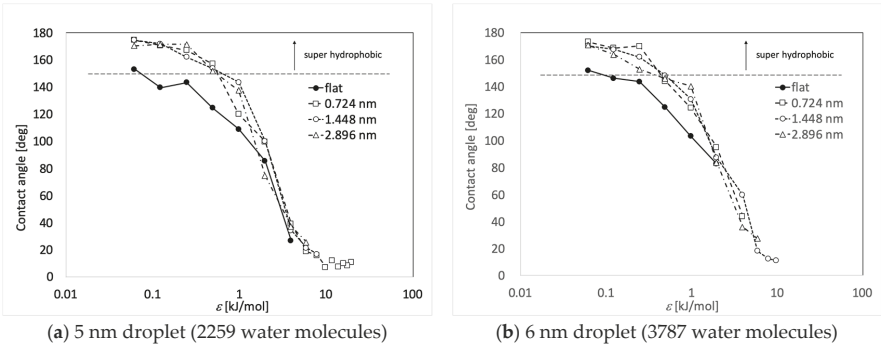 180
160
140
120
100
80
60
40
20
0
Contact angle [deg]
super hydrophobic
flat
0.724 nm
1.448 nm
2.896 nm
0.01 0.1 1 10 100
ε [kJ/mol]
(a) 5 nm droplet (2259 water molecules)
180
160
140
120
100
80
60
40
20
0
Contact angle [deg]
super hydrophobic
flat
0.724 nm
1.448 nm
2.896 nm
0.01 0.1 1 10 100
ε [kJ/mol]
(b) 6 nm droplet (3787 water molecules)